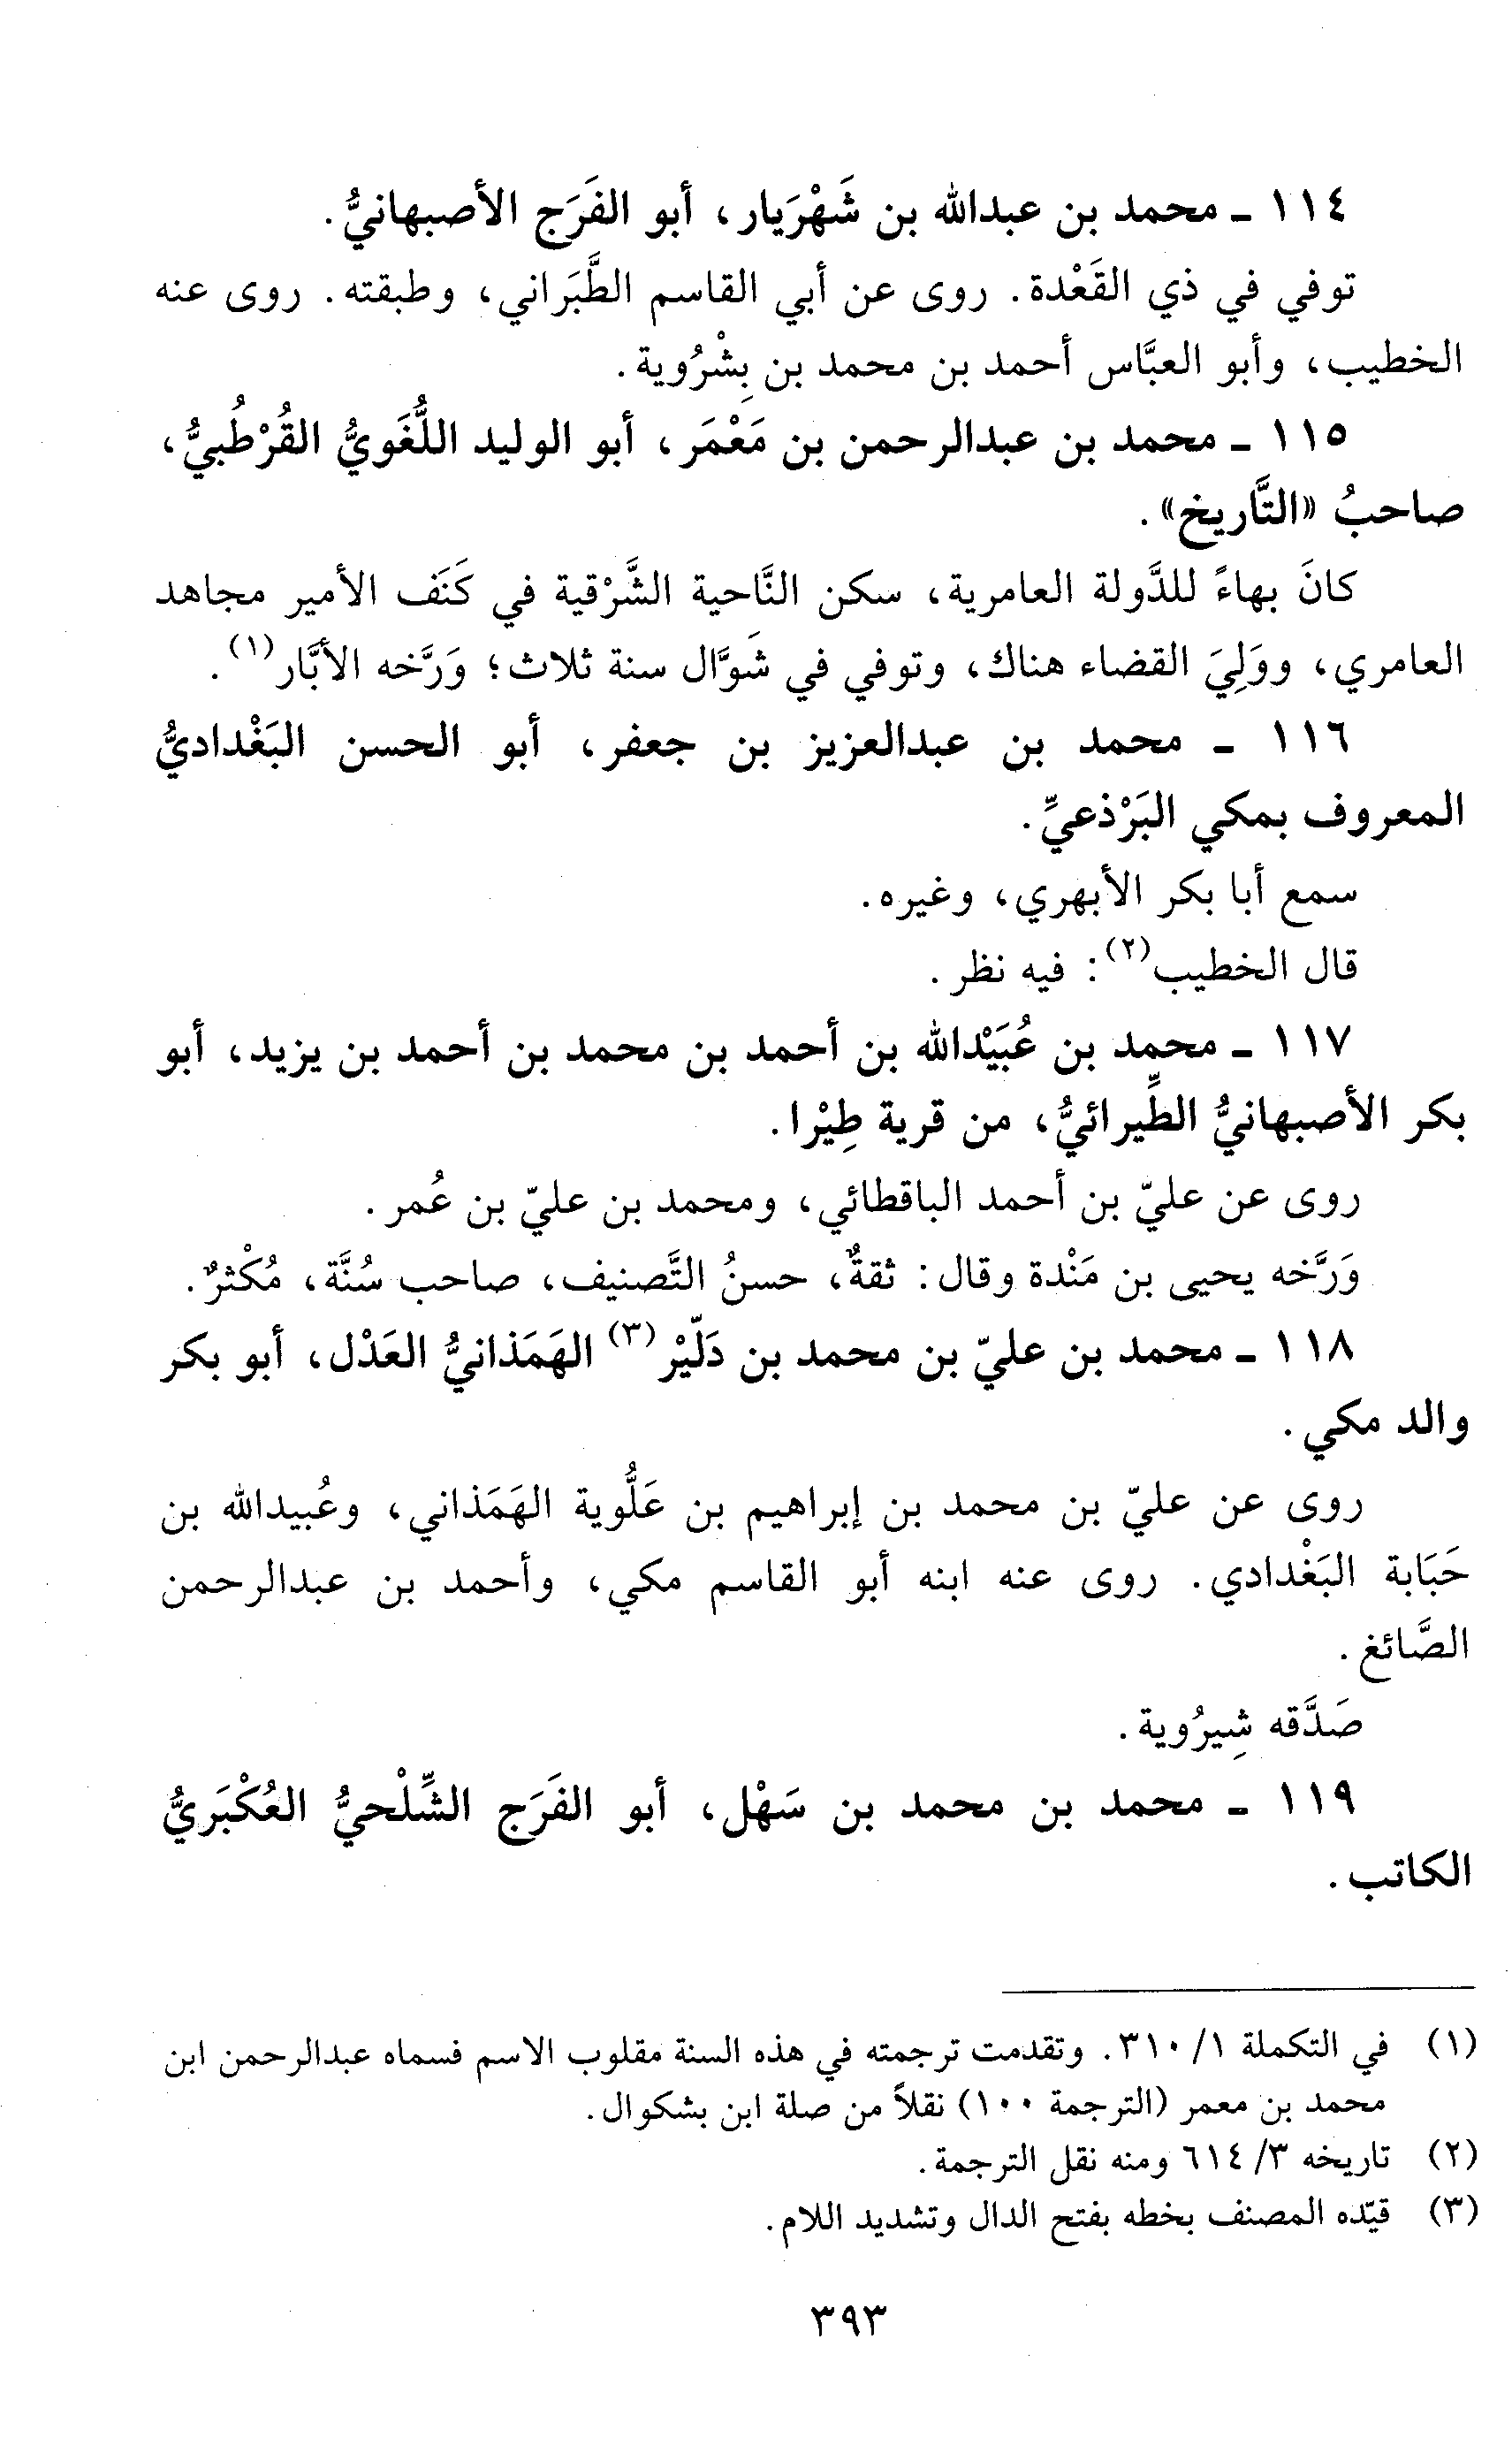 ١١٤ ـ محمد بن عبدالله بن شَهْرَيار، أبو الفَرَج الأصبهانيُّ.
توفي في ذي القَعْدة. روى عن أبي القاسم الطَّبَراني، وطبقته. روى عنه
الخطيب، وأبو العبَّاس أحمد بن محمد بن بِشْرُوية.
١١٥ ـ محمد بن عبدالرحمن بن مَعْمَر، أبو الوليد اللُّغَويُّ القُرْطُبيُّ،
صاحبُ «التَّاريخ».
كانَ بهاءً للدَّولة العامرية، سكن النَّاحية الشَّرْقية في كَنَف الأمير مجاهد
العامري، ووَلِيَ القضاء هناك، وتوفي في شَوَّال سنة ثلاث؛ وَرَّخه الأبَّار(١).
١١٦ ـ محمد بن عبدالعزيز بن جعفر، أبو الحسن البَغْداديُّ
المعروف بمكي البَرْذعيِّ.
سمع أبا بكر الأبهري، وغيره.
قال الخطيب(٢): فيه نظر.
١١٧ ـ محمد بن عُبَيْدالله بن أحمد بن محمد بن أحمد بن يزيد، أبو
بكر الأصبهانيُّ الطِّيرائيُّ، من قرية طِيْرا.
روى عن عليّ بن أحمد الباقطائي، ومحمد بن عليّ بن عُمر.
وَرَّخه يحيى بن مَنْدة وقال: ثقةٌ، حسنُ التَّصنيف، صاحب سُنَّة، مُكْثرٌ.
١١٨ ـ محمد بن عليّ بن محمد بن دَلّيْر(٣) الهَمَذانيُّ العَدْل، أبو بكر
والد مكي.
روى عن عليّ بن محمد بن إبراهيم بن عَلُّوية الهَمَذاني، وعُبيدالله بن
حَبَابة البَغْدادي. روى عنه ابنه أبو القاسم مكي، وأحمد بن عبدالرحمن
الصَّائغ.
صَدَّقه شِيرُوية.
١١٩ ـ محمد بن محمد بن سَهْل، أبو الفَرَج الشِّلْحيُّ العُكْبَريُّ
الكاتب.
(١) في التكملة ١/ ٣١٠. وتقدمت ترجمته في هذه السنة مقلوب الاسم فسماه عبدالرحمن ابن
محمد بن معمر (الترجمة ١٠٠) نقلاً من صلة ابن بشكوال.
(٢) تاريخه ٣/ ٦١٤ ومنه نقل الترجمة.
(٣) قيّده المصنف بخطه بفتح الدال وتشديد اللام.
٣٩٣